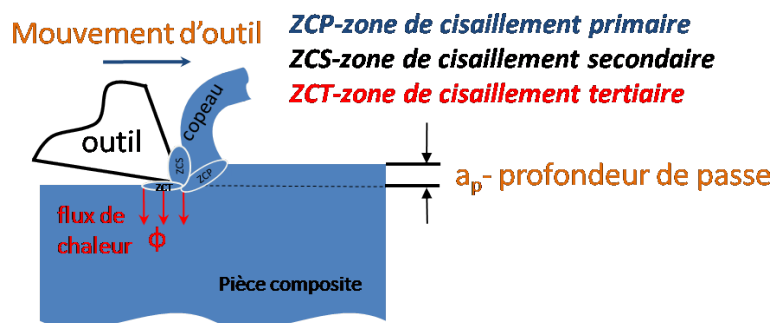 Mouvement d'outil
ZCP-zone de cisaillement primaire
ZCS-zone de cisaillement secondaire
ZCT-zone de cisaillement tertiaire
outil
copeau
ZCS
ZCP
ZCT
ap- profondeur de passe
flux de
chaleur
ϕ
Pièce composite